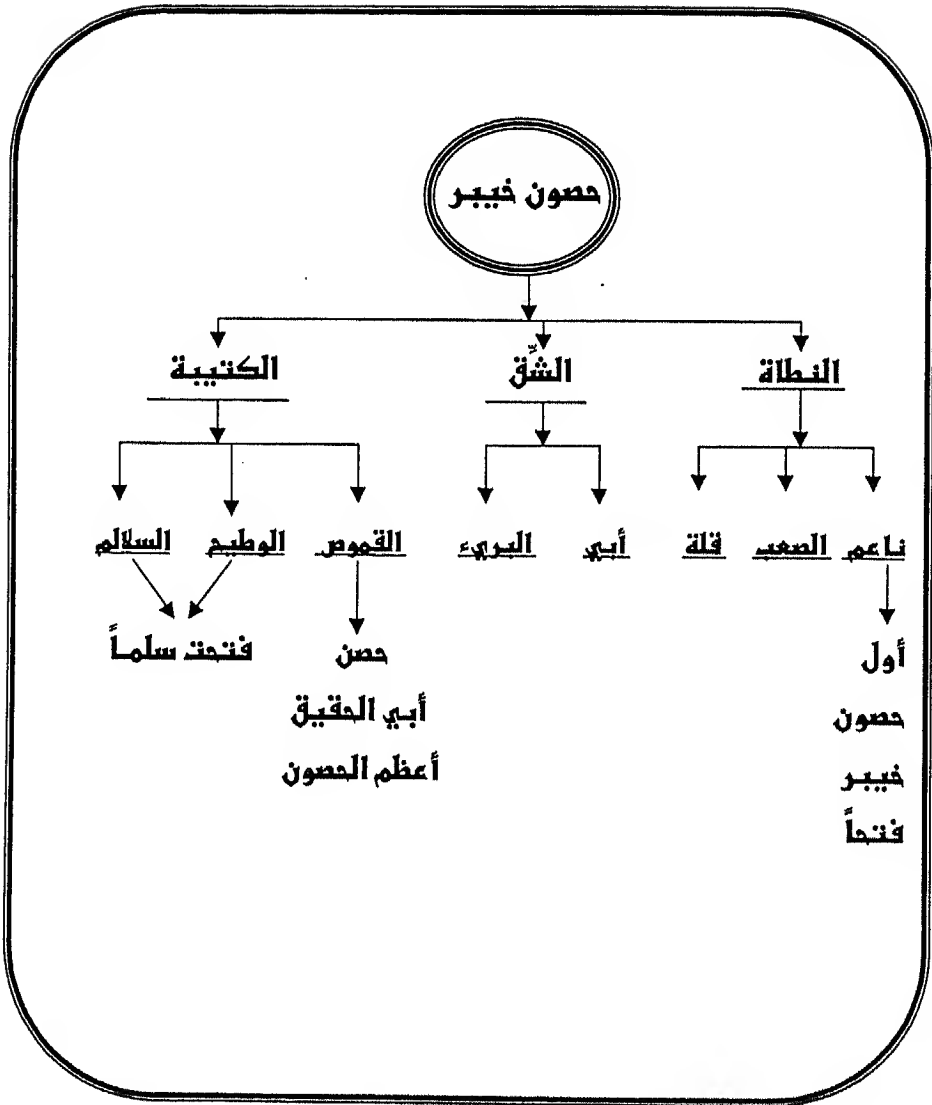 حصون خيبر
النطاة
الشِّق
الكتيبة
ناعم
الصعب
قلة
أبي
البريء
القموص
الوطيح
السلالم
أول
حصون
خيبر
فتحاً
حصن
أبي الحقيق
أعظم الحصون
فتحت سلماً